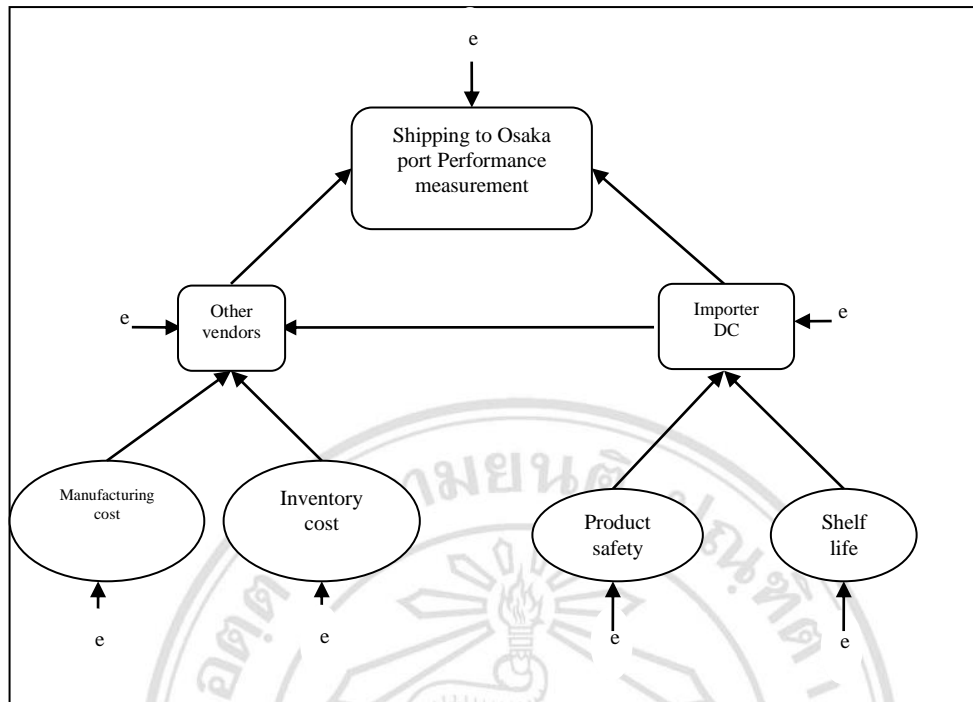 e
Shipping to Osaka
port Performance
measurement
Other
vendors
Importer
DC
e
e
Manufacturing
cost
Inventory
cost
Product
safety
Shelf
life
e
e
e
e